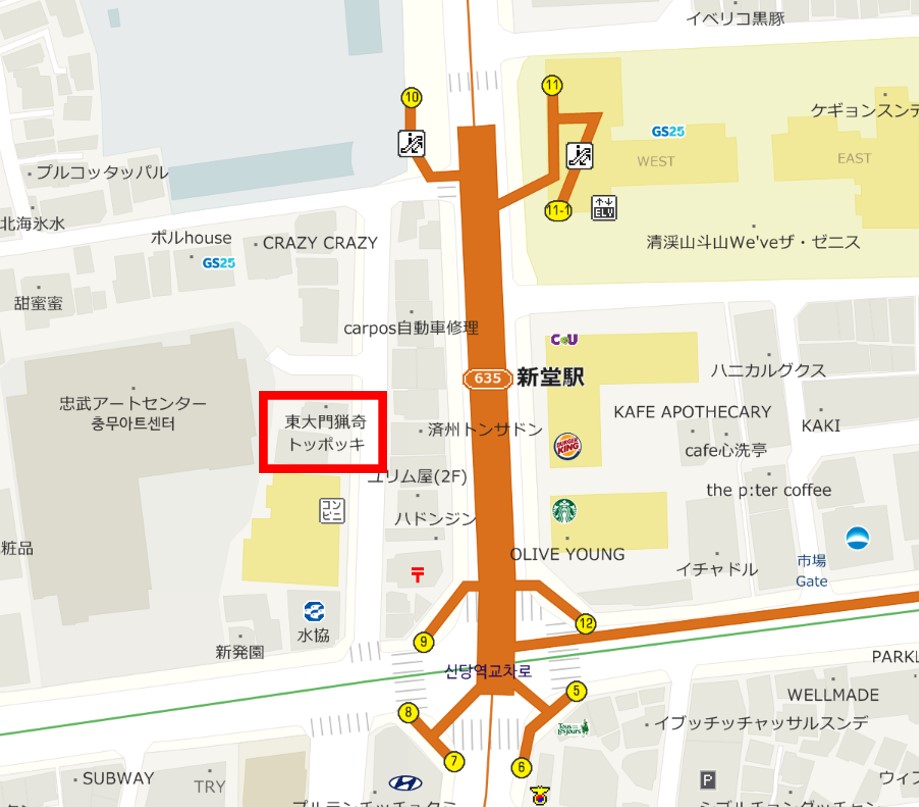 イベリコ黒豚
10
11
GS25
ケギョンスンデ
WEST
EAST
プルコッタッパル
11-1
ELV
北海氷水
ポルhouse
CRAZY CRAZY
清渓山斗山We'veザ・ゼニス
GS25
甜蜜蜜
carpos自動車修理
CU
635
新堂駅
ハニカルグクス
忠武アートセンター
충무아트센터
KAFE APOTHECARY
東大門猟奇
トッポッキ
済州トンサドン
KAKI
BURGER KING
cafe心洗亭
ユリム屋(2F)
the p:ter coffee
コンビニ
ハドンジン
粧品
OLIVE YOUNG
市場
Gate
イチャドル
〒
水協
12
9
新発園
신당역교차로
PARKL
5
WELLMADE
8
イブッチッチャッサルスンデ
7
6
SUBWAY
TRY
P